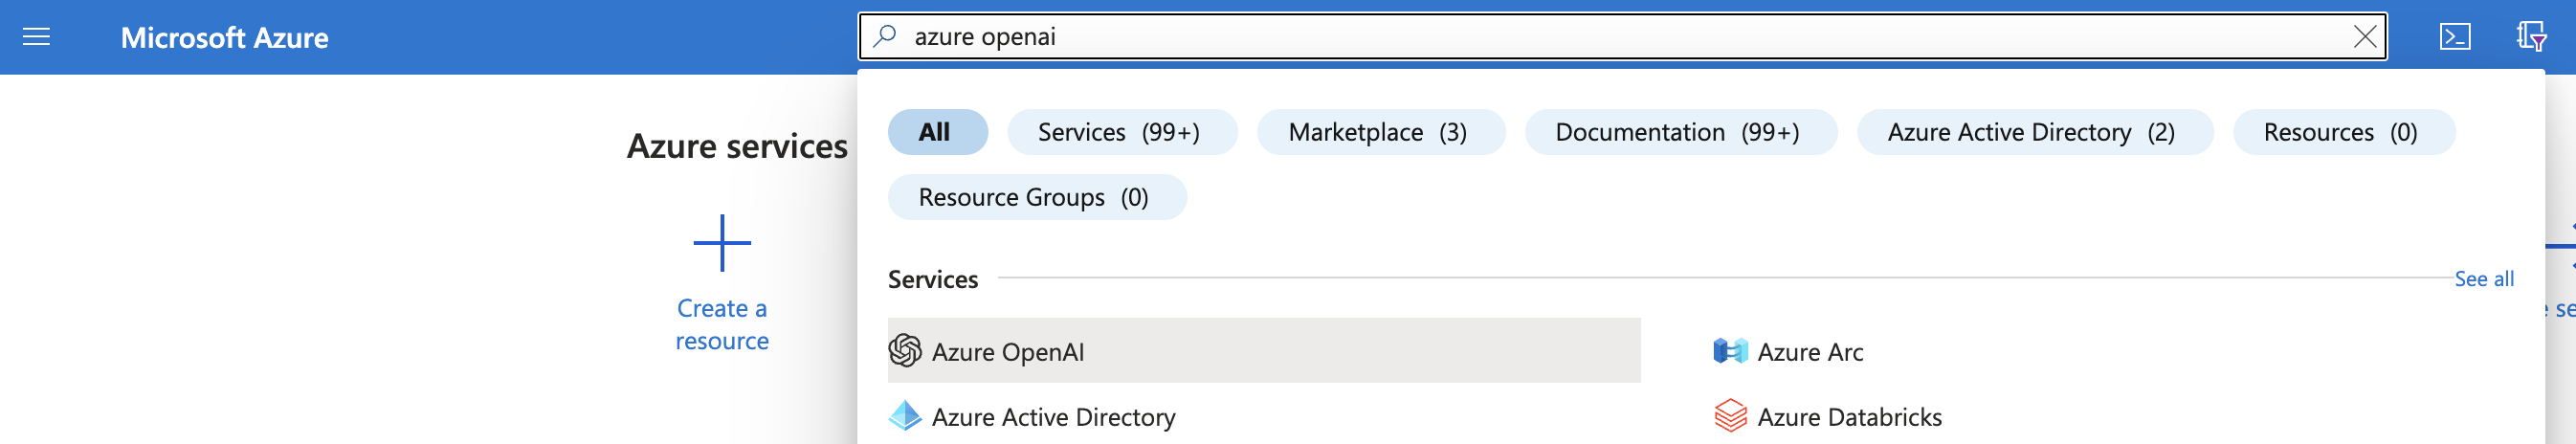 Microsoft Azure
azure openai
All
Services (99+)
Marketplace (3)
Documentation (99+)
Azure Active Directory (2)
Resources (0)
Resource Groups (0)
Azure services
Create a
resource
Services
See all
Azure OpenAI
Azure Arc
Azure Active Directory
Azure Databricks